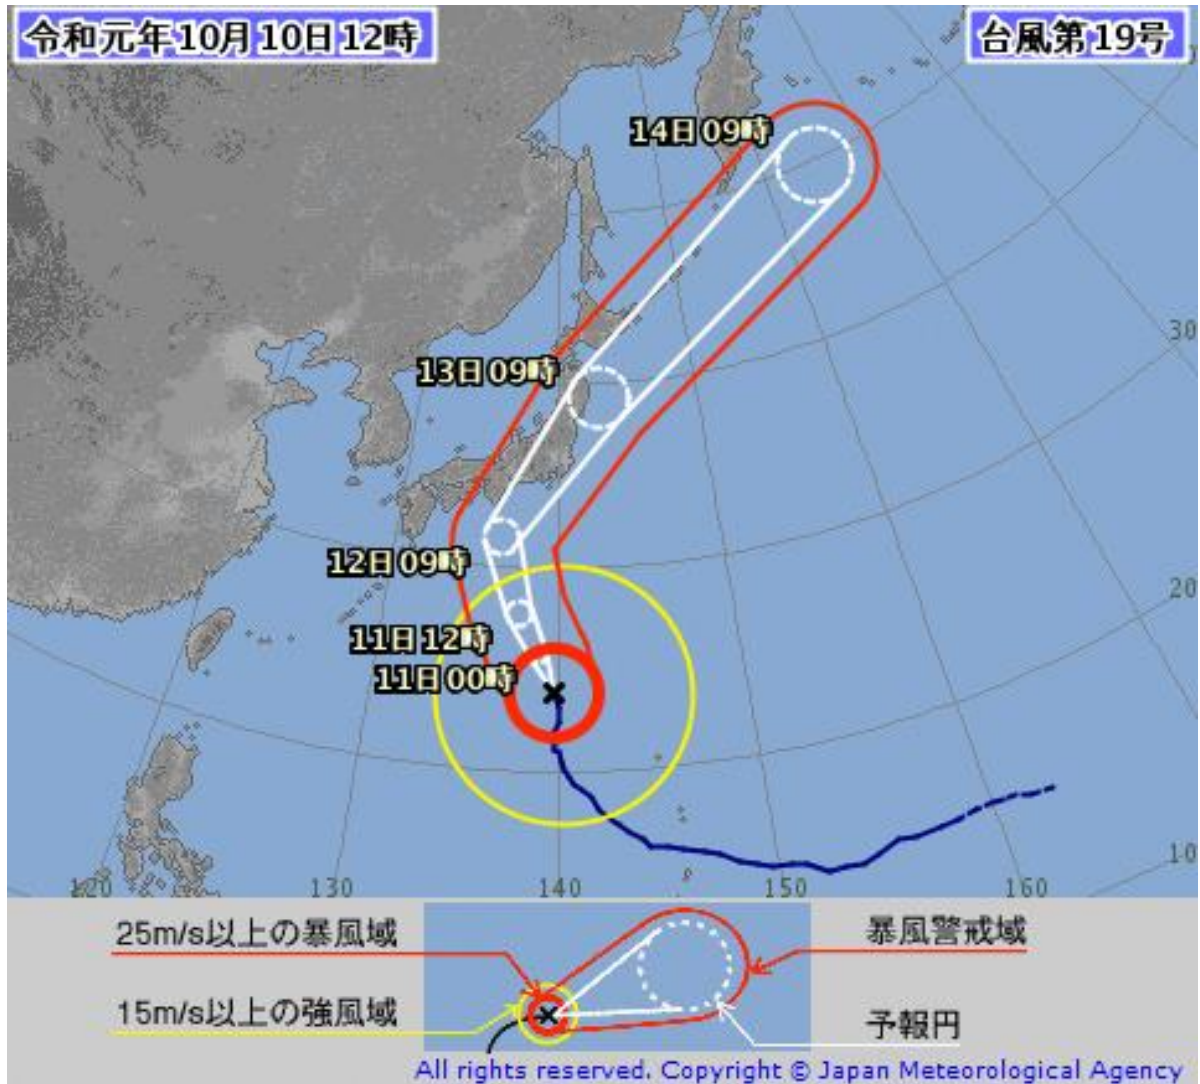 令和元年10月10日12時
台風第19号
14日09時
30
13日09時
12日09時
20
11日12時
11日00時
10
120 130 140 150 160
25m/s以上の暴風域
暴風警戒域
15m/s以上の強風域
予報円
All rights reserved. Copyright © Japan Meteorological Agency